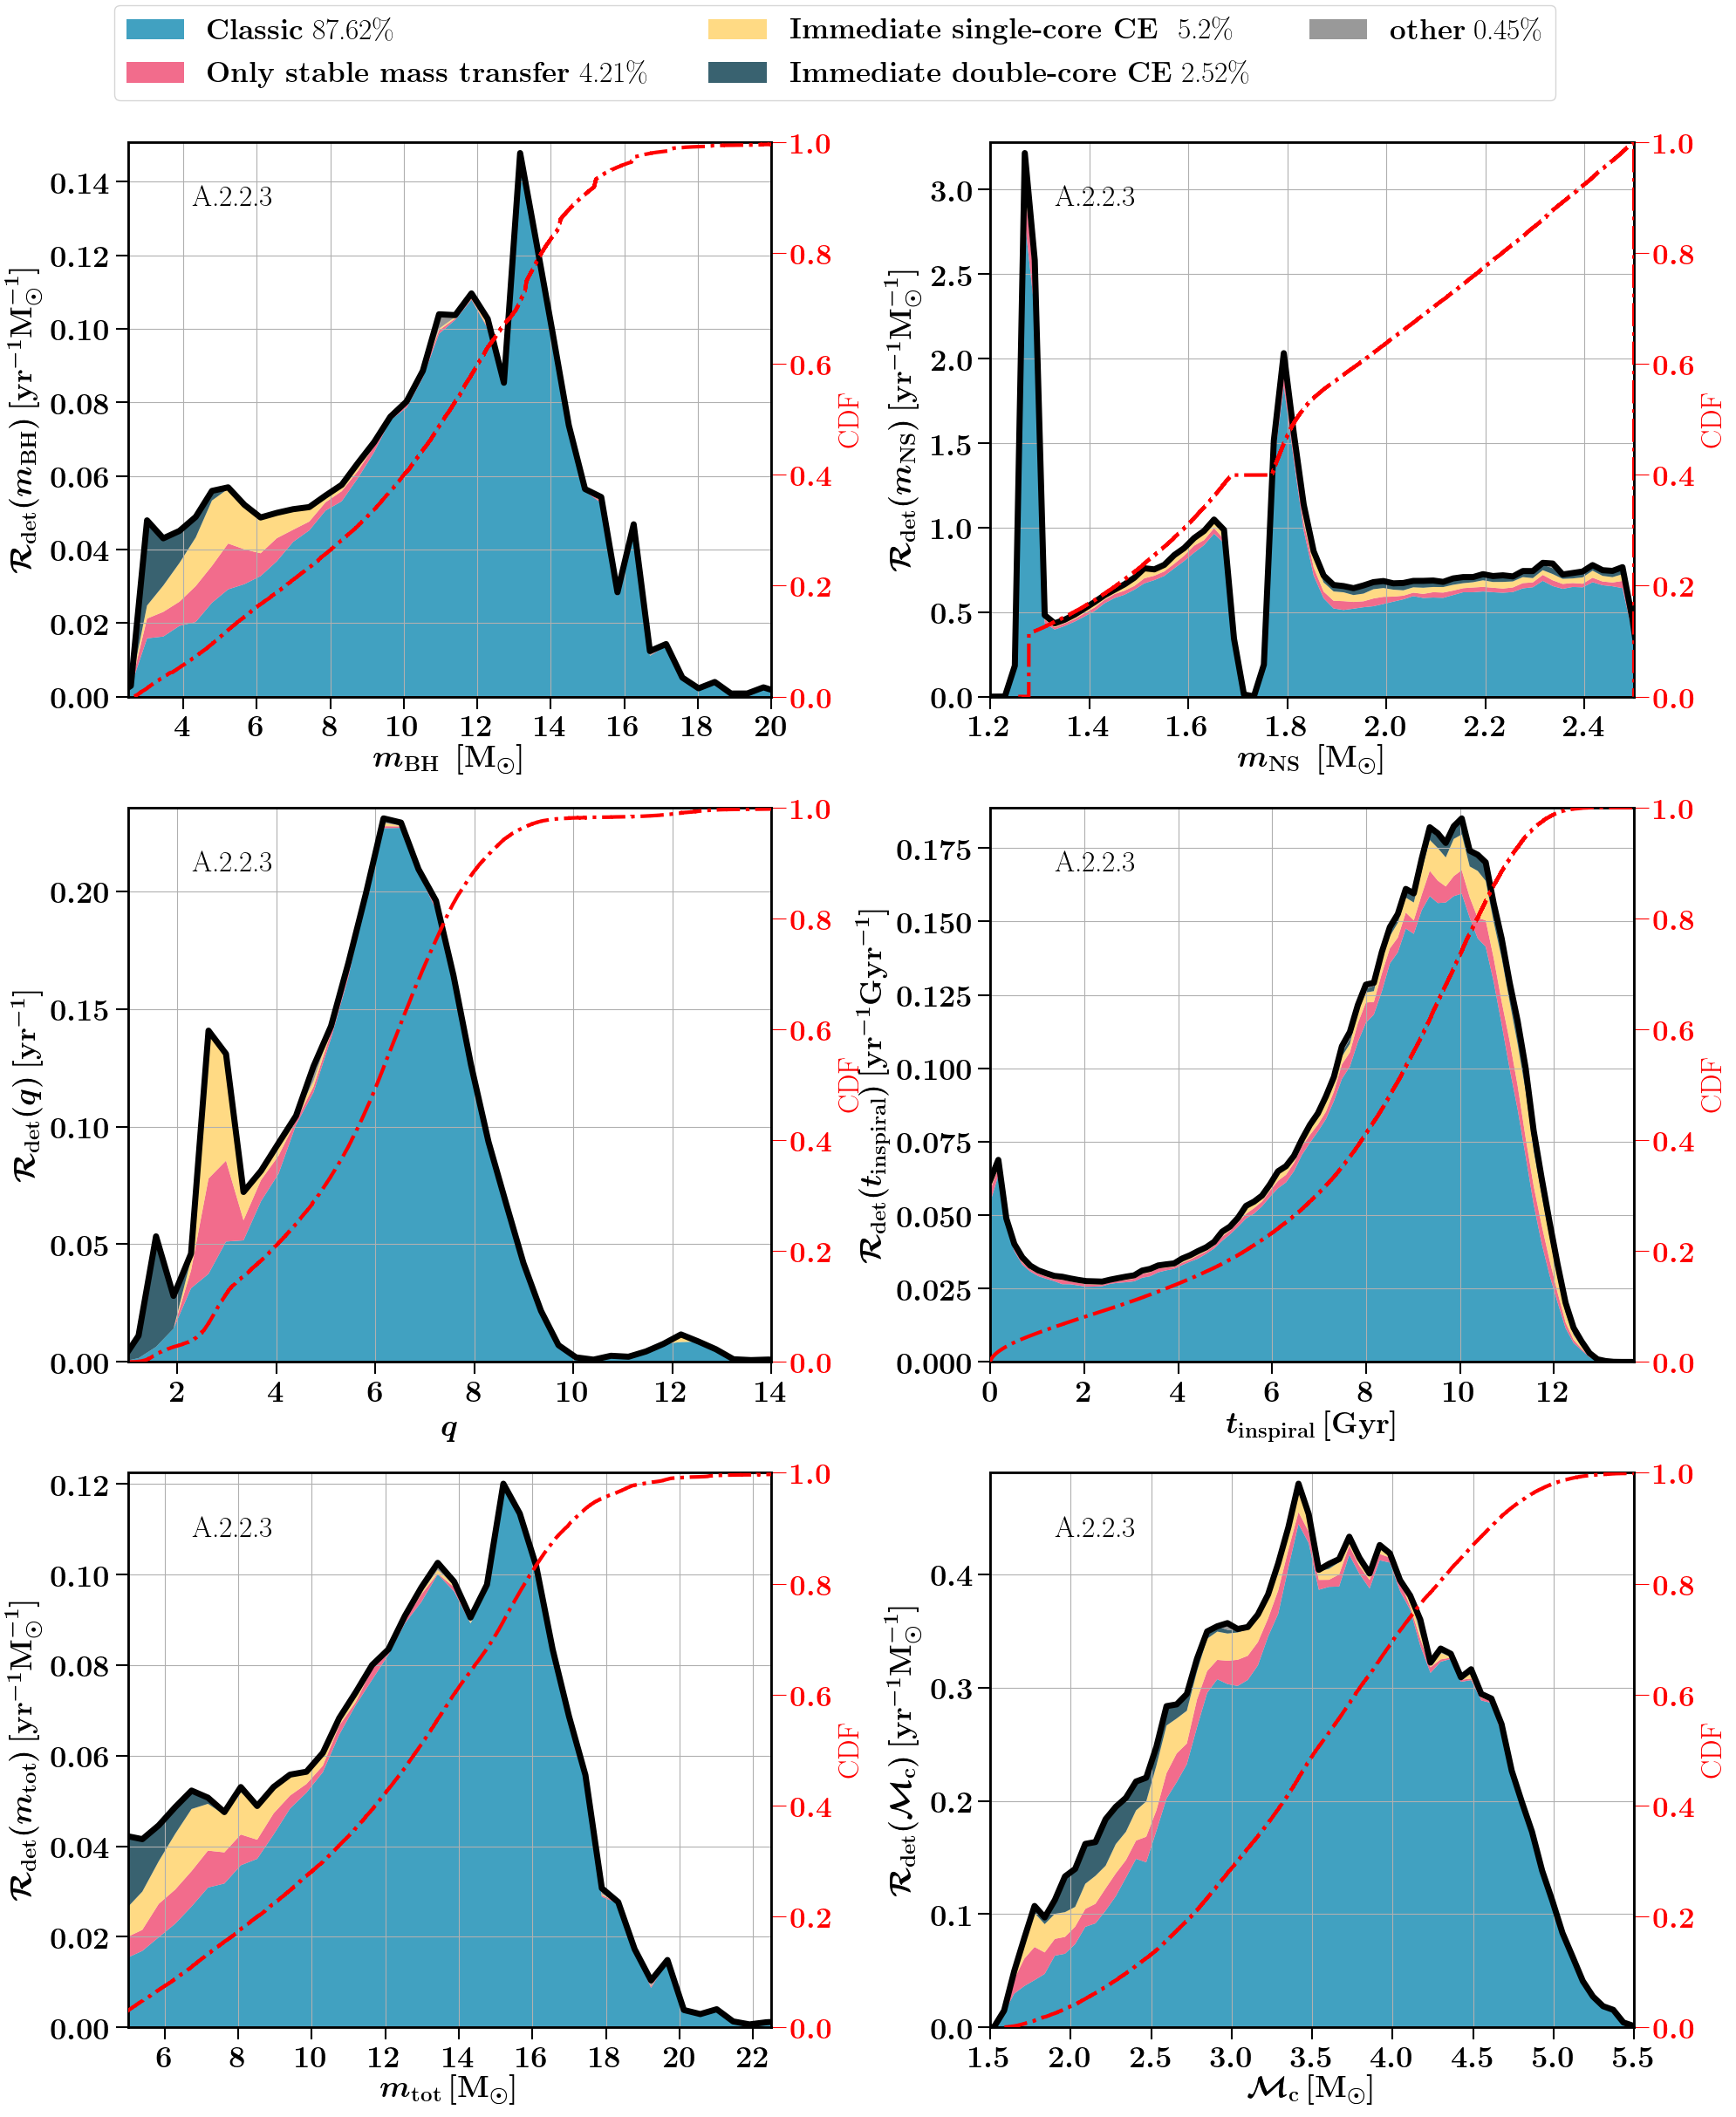 Classic 87.62%
Only stable mass transfer 4.21%
Immediate single-core CE 5.2%
Immediate double-core CE 2.52%
other 0.45%
A.2.2.3
ℛdet(mBH) [yr⁻¹M⊙⁻¹]
0.14
0.12
0.10
0.08
0.06
0.04
0.02
0.00
4 6 8 10 12 14 16 18 20
mBH [M⊙]
1.0
0.8
0.6
0.4
0.2
0.0
CDF
A.2.2.3
ℛdet(mNS) [yr⁻¹M⊙⁻¹]
3.0
2.5
2.0
1.5
1.0
0.5
0.0
1.2 1.4 1.6 1.8 2.0 2.2 2.4
mNS [M⊙]
1.0
0.8
0.6
0.4
0.2
0.0
CDF
A.2.2.3
ℛdet(q) [yr⁻¹]
0.20
0.15
0.10
0.05
0.00
2 4 6 8 10 12 14
q
1.0
0.8
0.6
0.4
0.2
0.0
CDF
A.2.2.3
ℛdet(tinspiral) [yr⁻¹Gyr⁻¹]
0.175
0.150
0.125
0.100
0.075
0.050
0.025
0.000
0 2 4 6 8 10 12
tinspiral [Gyr]
1.0
0.8
0.6
0.4
0.2
0.0
CDF
A.2.2.3
ℛdet(mtot) [yr⁻¹M⊙⁻¹]
0.12
0.10
0.08
0.06
0.04
0.02
0.00
6 8 10 12 14 16 18 20 22
mtot [M⊙]
1.0
0.8
0.6
0.4
0.2
0.0
CDF
A.2.2.3
ℛdet(ℳc) [yr⁻¹M⊙⁻¹]
0.4
0.3
0.2
0.1
0.0
1.5 2.0 2.5 3.0 3.5 4.0 4.5 5.0 5.5
ℳc [M⊙]
1.0
0.8
0.6
0.4
0.2
0.0
CDF